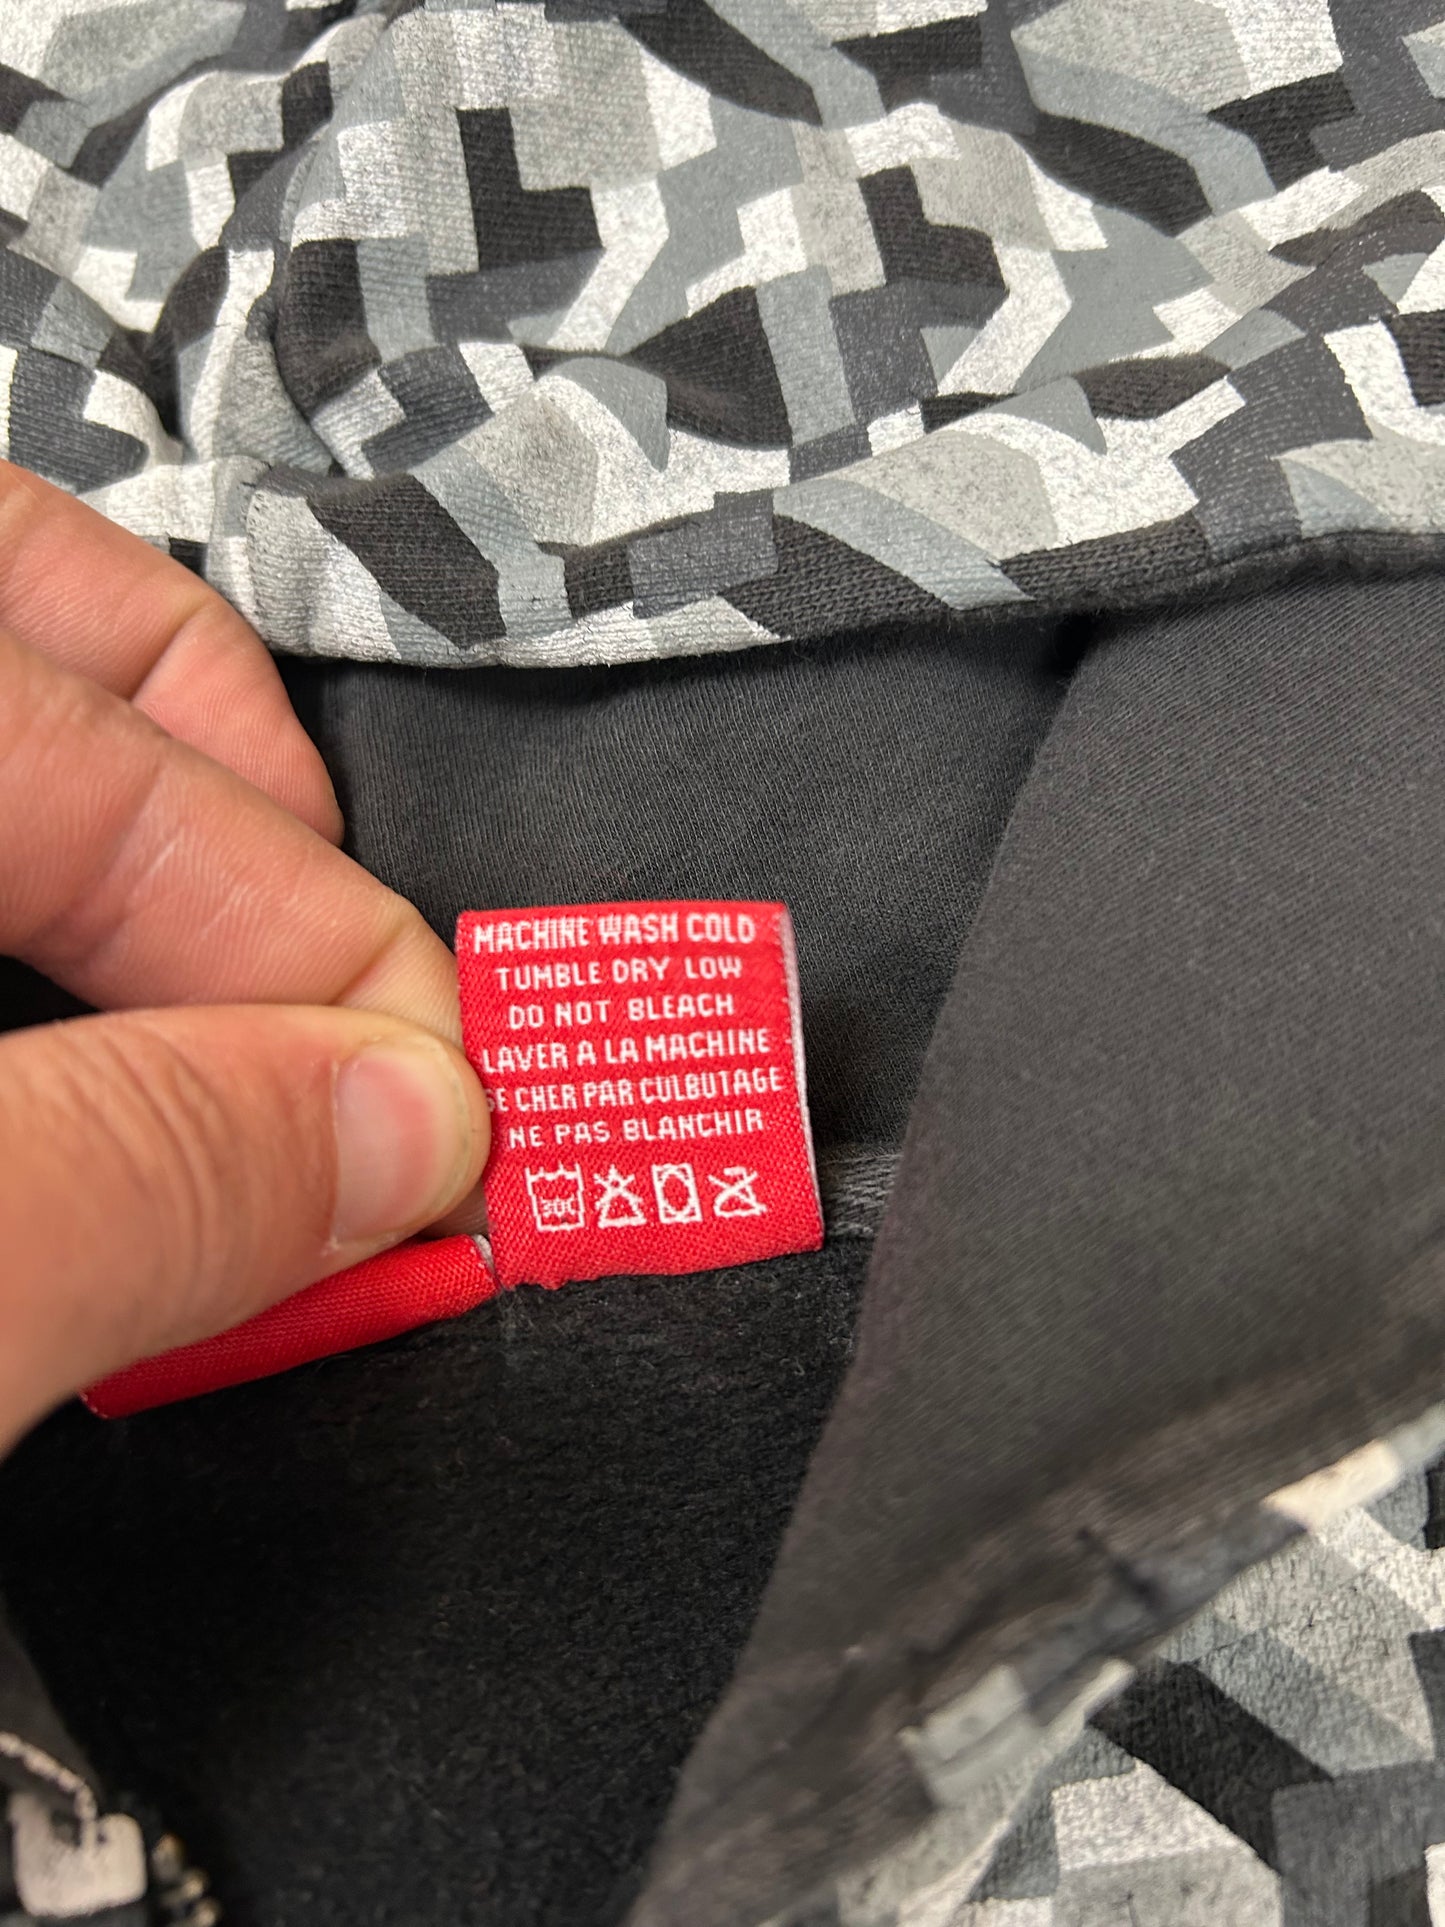 MACHINE WASH COLD
TUMBLE DRY LOW
DO NOT BLEACH
LAVER A LA MACHINE
SE CHER PAR CULBUTAGE
NE PAS BLANCHIR
30C